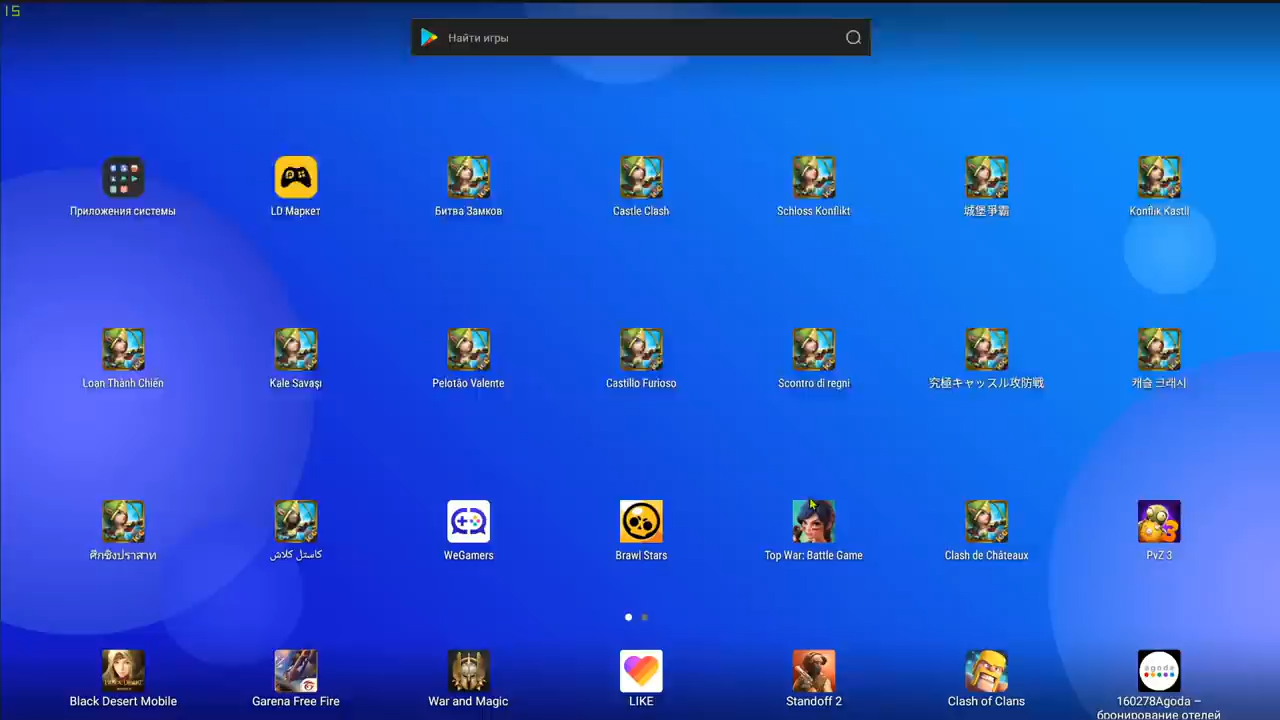 15
Найти игры
Приложения системы
LD Маркет
Битва Замков
Castle Clash
Schloss Konflikt
城堡爭霸
Konflik Kastil
Loạn Thành Chiến
Kale Savaşı
Pelotão Valente
Castillo Furioso
Scontro di regni
究極キャッスル攻防戦
캐슬 크래시
ศึกชิงปราสาท
كاستل كلاش
WeGamers
Brawl Stars
Top War: Battle Game
Clash de Châteaux
PvZ 3
Black Desert Mobile
Garena Free Fire
War and Magic
LIKE
Standoff 2
Clash of Clans
agoda
160278Agoda –
бронирование отелей